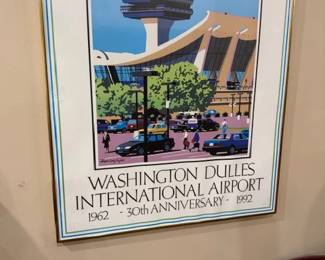 WASHINGTON DULLES
INTERNATIONAL AIRPORT
1962 - 30th ANNIVERSARY - 1992